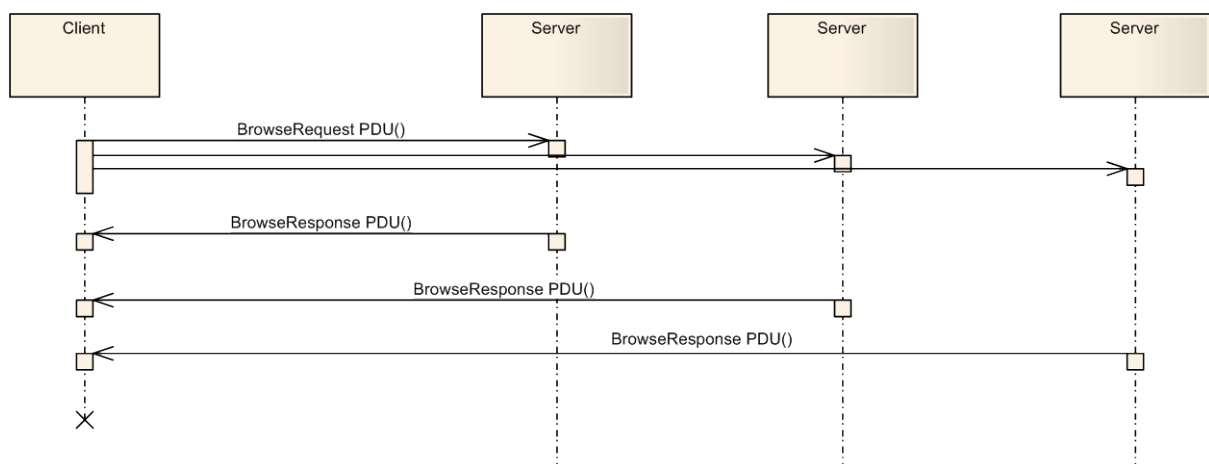 Client
Server
Server
Server
BrowseRequest PDU()
BrowseResponse PDU()
BrowseResponse PDU()
BrowseResponse PDU()